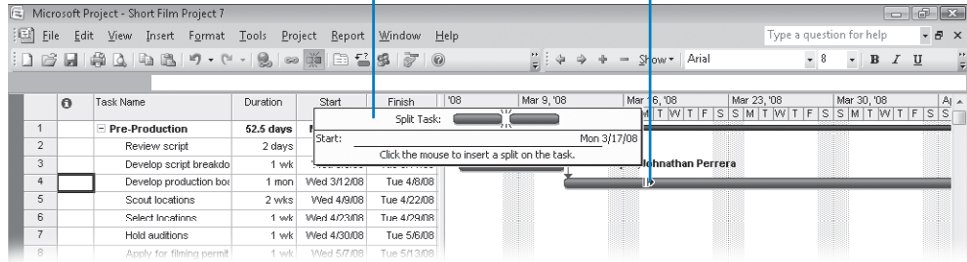 Microsoft Project - Short Film Project 7
File Edit View Insert Format Tools Project Report Window Help
Type a question for help
Show
Arial
8
B I U
Task Name Duration Start Finish
'08 Mar 9, '08 Mar 16, '08 Mar 23, '08 Mar 30, '08
M T W T F S S M T W T F S S M T W T F S S
Split Task:
Start: Mon 3/17/08
Click the mouse to insert a split on the task.
1 Pre-Production 52.5 days
2 Review script 2 days
3 Develop script breakdo 1 wk
Johnathan Perrera
4 Develop production boa 1 mon Wed 3/12/08 Tue 4/8/08
5 Scout locations 2 wks Wed 4/9/08 Tue 4/22/08
6 Select locations 1 wk Wed 4/23/08 Tue 4/29/08
7 Hold auditions 1 wk Wed 4/30/08 Tue 5/6/08
8 Apply for filming permit 1 wk Wed 5/7/08 Tue 5/13/08